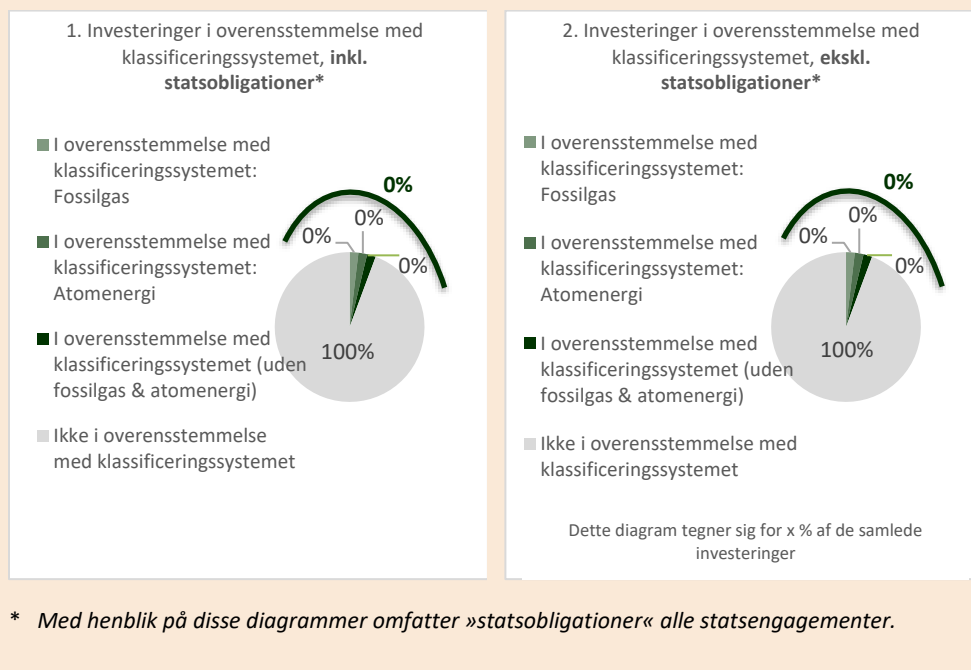 1. Investeringer i overensstemmelse med
klassificeringssystemet, inkl.
statsobligationer*
I overensstemmelse med
klassificeringssystemet:
Fossilgas
I overensstemmelse med
klassificeringssystemet:
Atomenergi
I overensstemmelse med
klassificeringssystemet (uden
fossilgas & atomenergi)
Ikke i overensstemmelse
med klassificeringssystemet
0%
0%
0%
0%
100%
2. Investeringer i overensstemmelse med
klassificeringssystemet, ekskl.
statsobligationer*
I overensstemmelse med
klassificeringssystemet:
Fossilgas
I overensstemmelse med
klassificeringssystemet:
Atomenergi
I overensstemmelse med
klassificeringssystemet (uden
fossilgas & atomenergi)
Ikke i overensstemmelse med
klassificeringssystemet
0%
0%
0%
0%
100%
Dette diagram tegner sig for x % af de samlede
investeringer
* Med henblik på disse diagrammer omfatter »statsobligationer« alle statsengagementer.